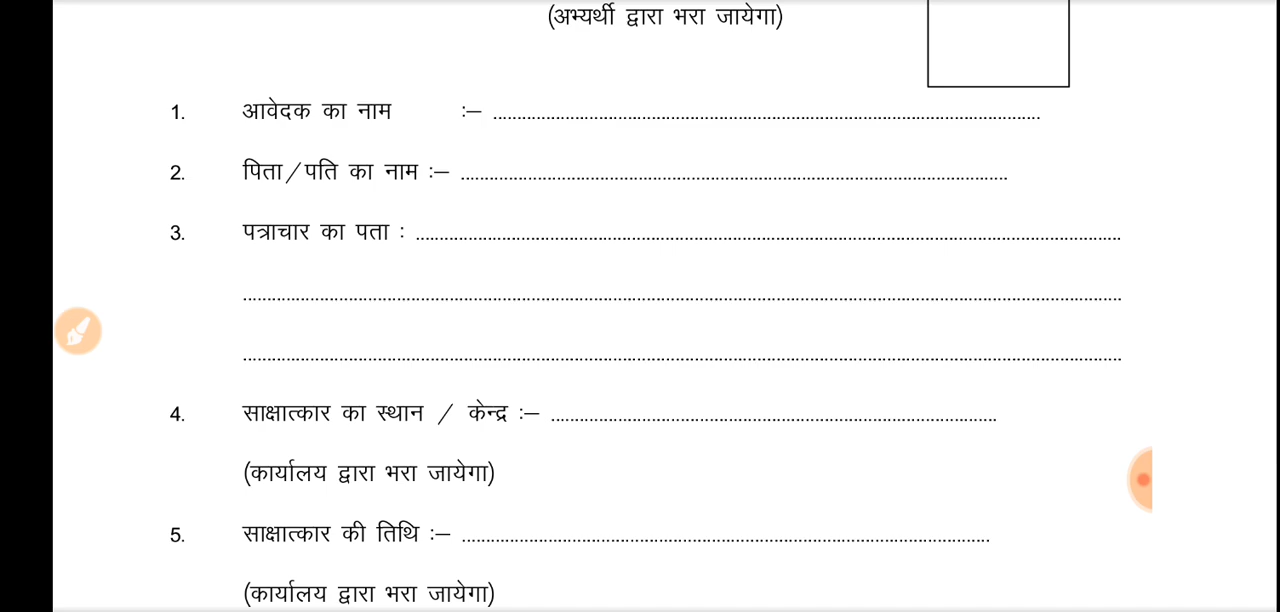 (अभ्यर्थी द्वारा भरा जायेगा)
1. आवेदक का नाम :– ........................................................................................................
2. पिता/पति का नाम :– ........................................................................................................
3. पत्राचार का पता : ........................................................................................................
........................................................................................................
........................................................................................................
4. साक्षात्कार का स्थान / केन्द्र :– ........................................................................................................
(कार्यालय द्वारा भरा जायेगा)
5. साक्षात्कार की तिथि :– ........................................................................................................
(कार्यालय द्वारा भरा जायेगा)